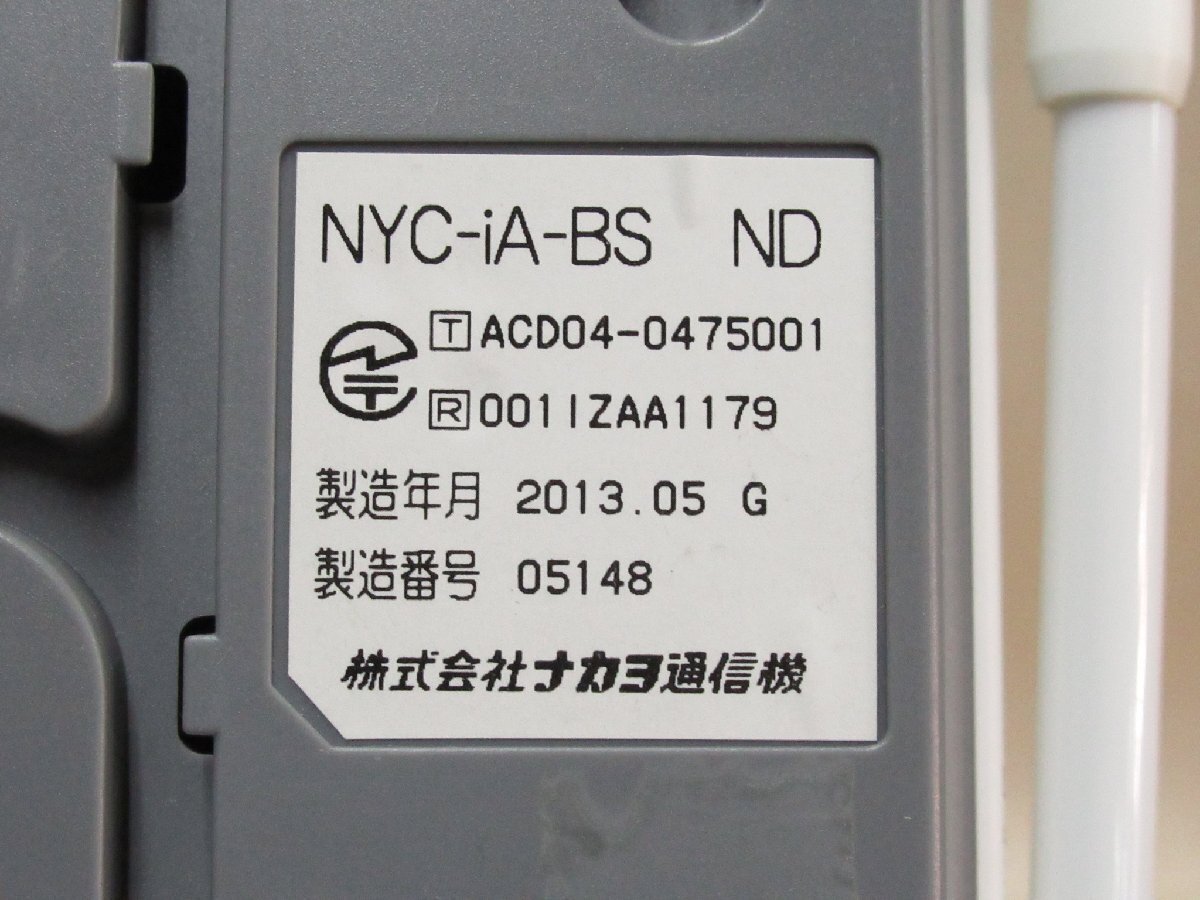 NYC-iA-BS ND
T ACD04-0475001
R 0011ZAA1179
製造年月 2013.05 G
製造番号 05148
株式会社ナカヨ通信機